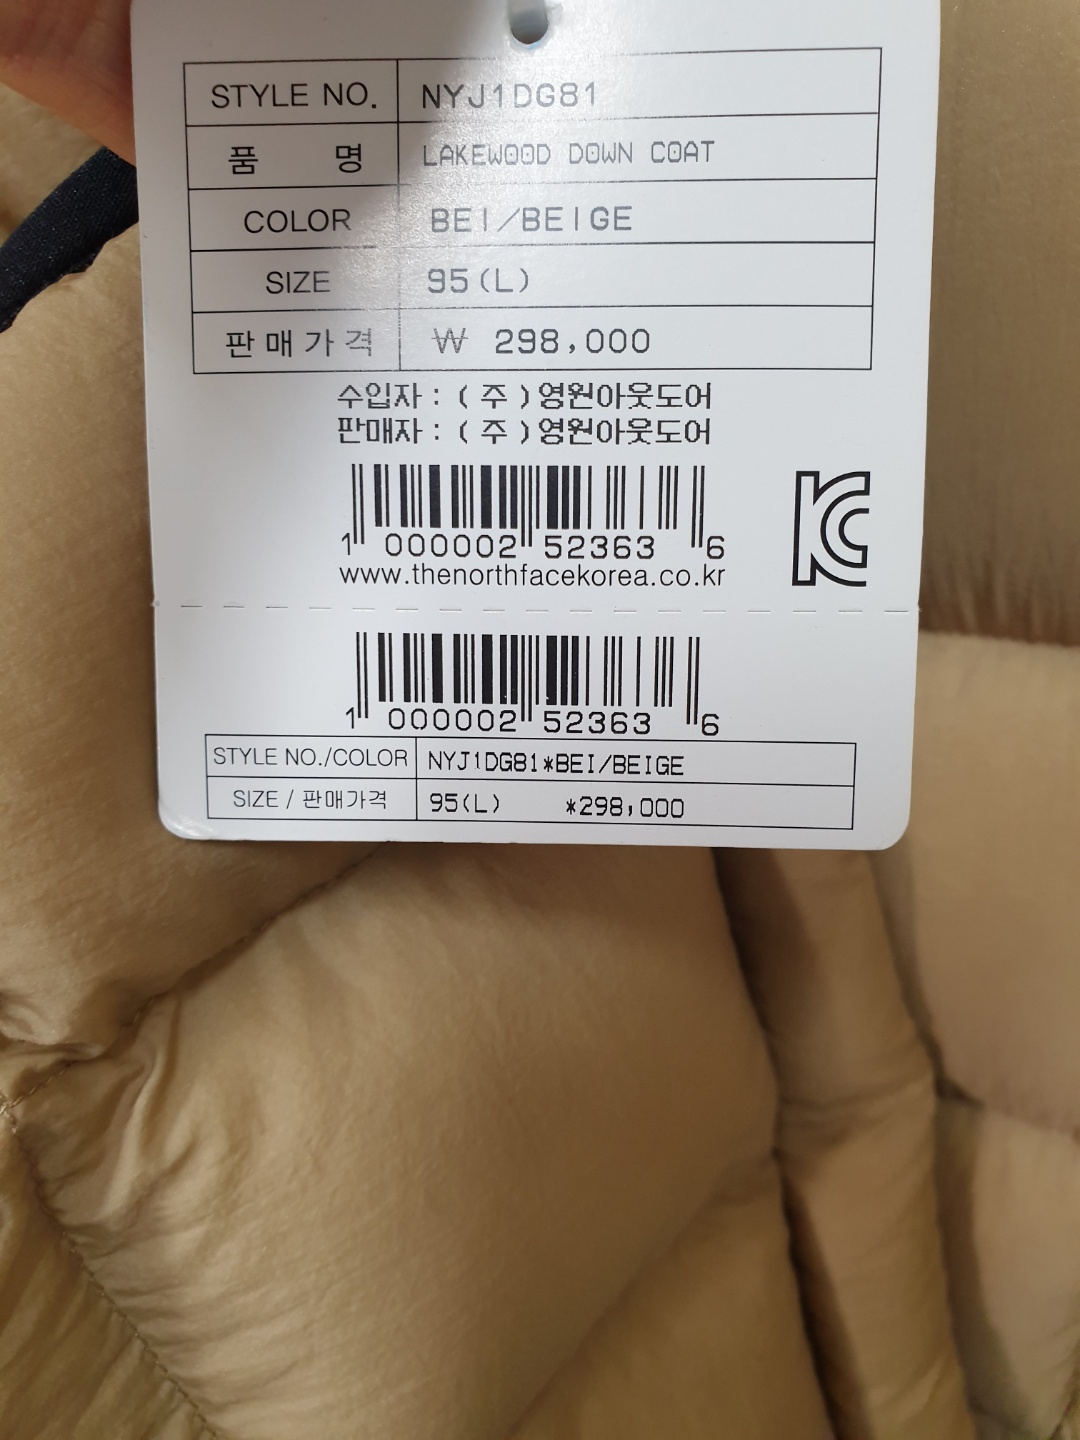 STYLE NO. NYJ1DG81
품 명 LAKEWOOD DOWN COAT
COLOR BEI/BEIGE
SIZE 95(L)
판매가격 ₩ 298,000
수입자 : ( 주 ) 영원아웃도어
판매자 : ( 주 ) 영원아웃도어
1 000002 52363 6
www.thenorthfacekorea.co.kr
KC
1 000002 52363 6
STYLE NO./COLOR NYJ1DG81*BEI/BEIGE
SIZE / 판매가격 95(L) *298,000